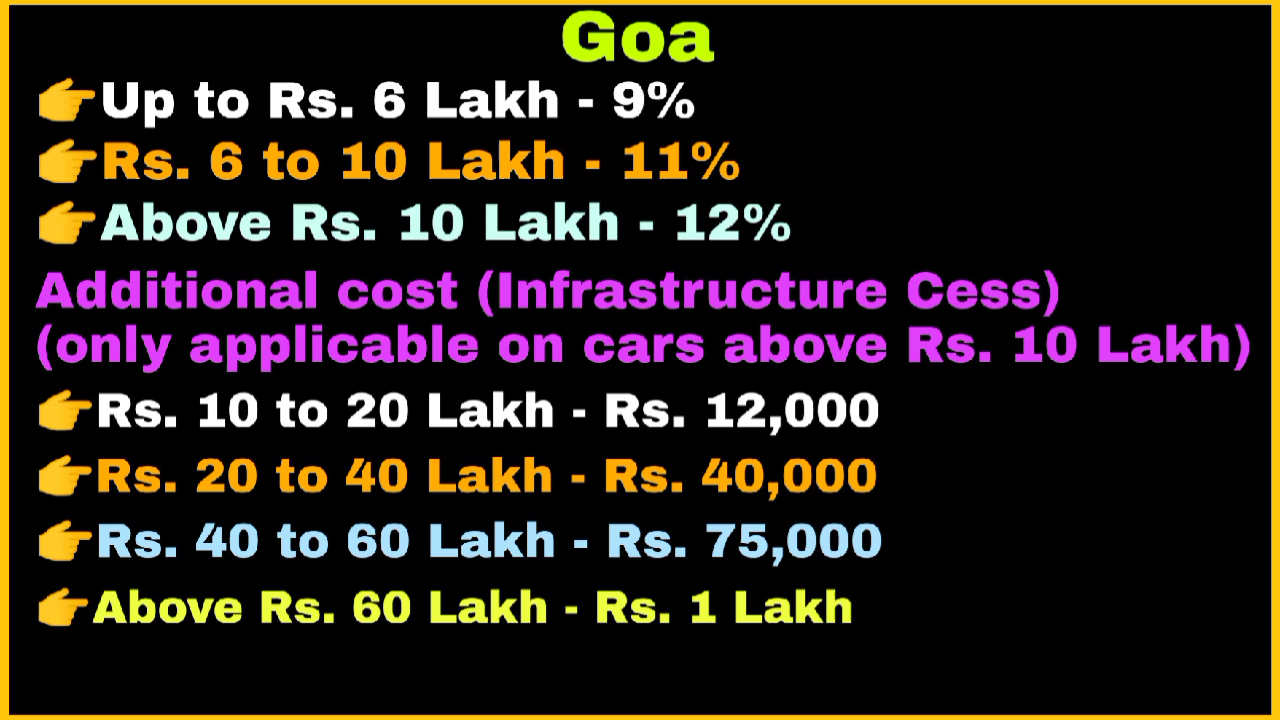 Goa
👉Up to Rs. 6 Lakh - 9%
👉Rs. 6 to 10 Lakh - 11%
👉Above Rs. 10 Lakh - 12%
Additional cost (Infrastructure Cess)
(only applicable on cars above Rs. 10 Lakh)
👉Rs. 10 to 20 Lakh - Rs. 12,000
👉Rs. 20 to 40 Lakh - Rs. 40,000
👉Rs. 40 to 60 Lakh - Rs. 75,000
👉Above Rs. 60 Lakh - Rs. 1 Lakh